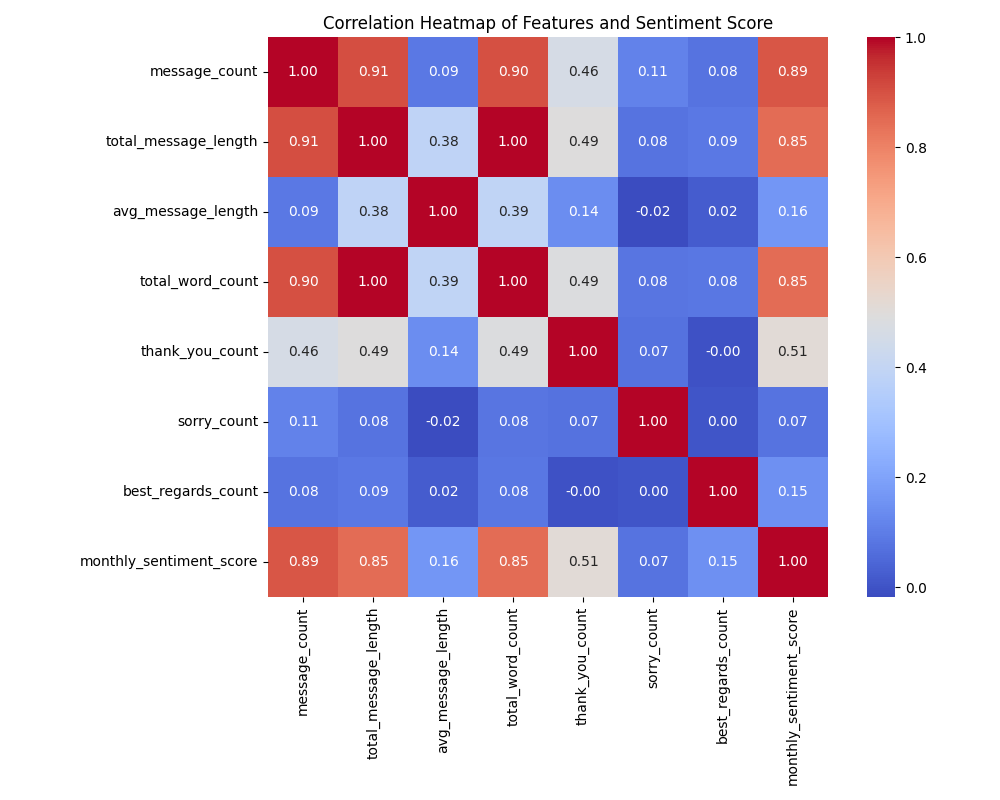 Correlation Heatmap of Features and Sentiment Score
message_count 1.00 0.91 0.09 0.90 0.46 0.11 0.08 0.89
total_message_length 0.91 1.00 0.38 1.00 0.49 0.08 0.09 0.85
avg_message_length 0.09 0.38 1.00 0.39 0.14 -0.02 0.02 0.16
total_word_count 0.90 1.00 0.39 1.00 0.49 0.08 0.08 0.85
thank_you_count 0.46 0.49 0.14 0.49 1.00 0.07 -0.00 0.51
sorry_count 0.11 0.08 -0.02 0.08 0.07 1.00 0.00 0.07
best_regards_count 0.08 0.09 0.02 0.08 -0.00 0.00 1.00 0.15
monthly_sentiment_score 0.89 0.85 0.16 0.85 0.51 0.07 0.15 1.00
message_count
total_message_length
avg_message_length
total_word_count
thank_you_count
sorry_count
best_regards_count
monthly_sentiment_score
1.0
0.8
0.6
0.4
0.2
0.0